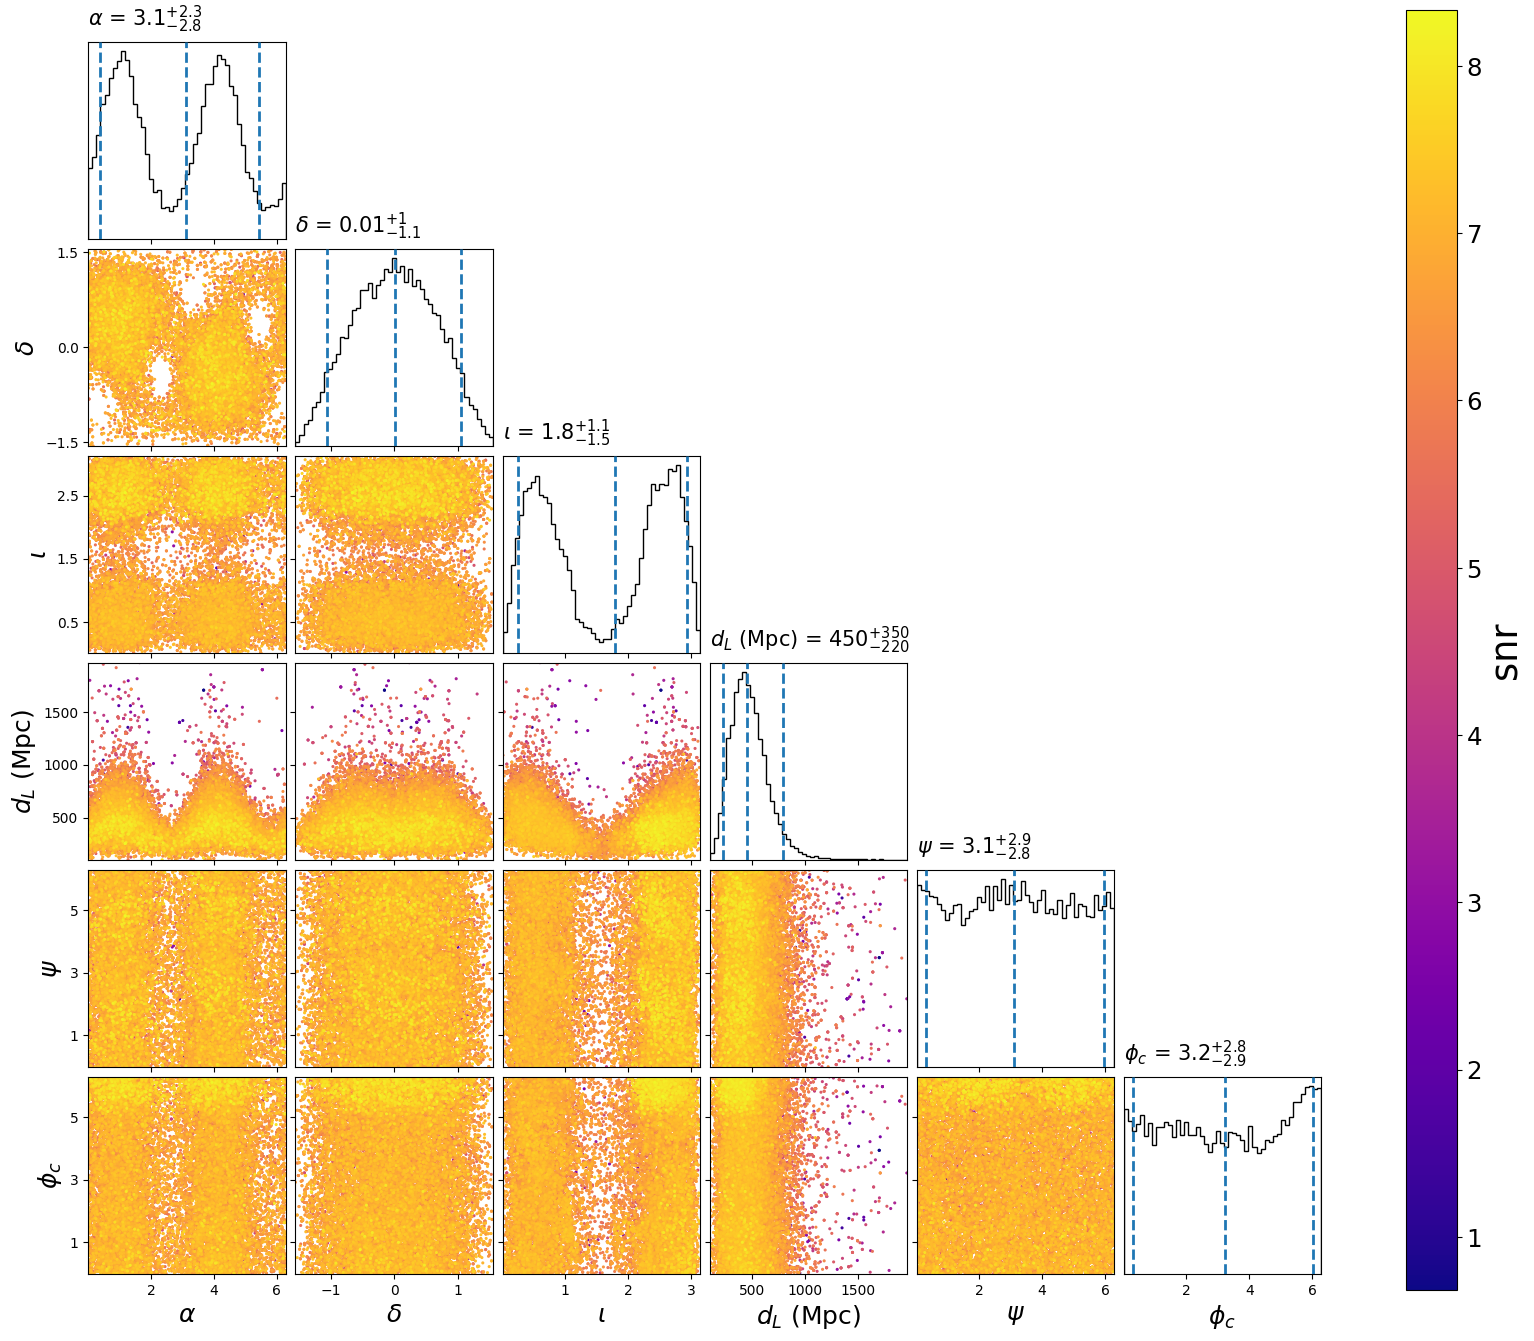 α = 3.1+2.3−2.8
δ = 0.01+1−1.1
ι = 1.8+1.1−1.5
dL (Mpc) = 450+350−220
ψ = 3.1+2.9−2.8
ϕc = 3.2+2.8−2.9
δ
1.5
0.0
−1.5
ι
2.5
1.5
0.5
dL (Mpc)
1500
1000
500
ψ
5
3
1
ϕc
5
3
1
2 4 6
−1 0 1
1 2 3
500 1000 1500
2 4 6
2 4 6
α
δ
ι
dL (Mpc)
ψ
ϕc
8
7
6
5
4
3
2
1
snr